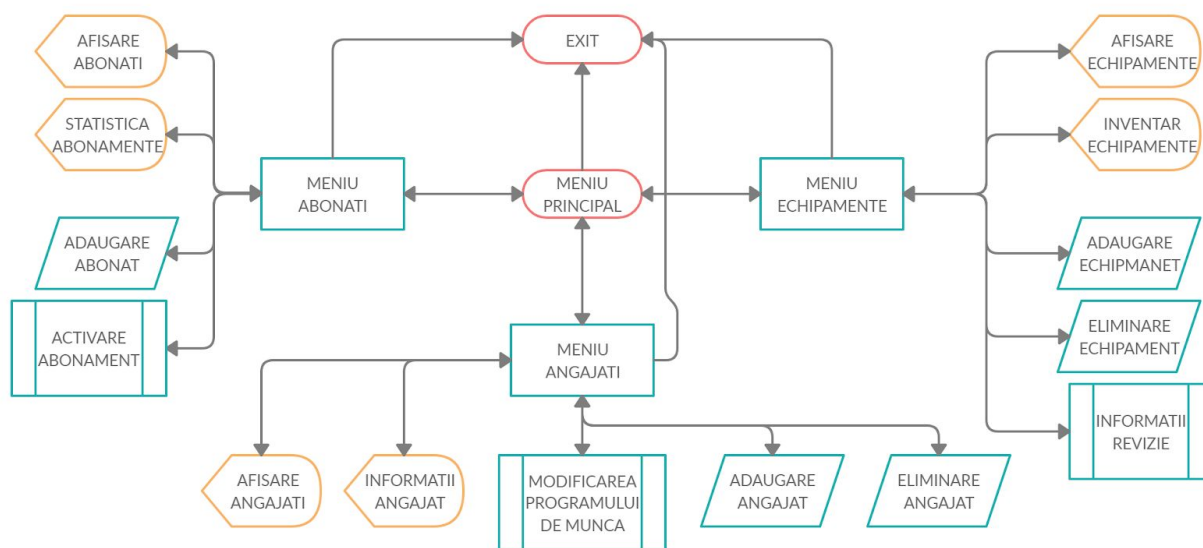 AFISARE
ABONATI
EXIT
AFISARE
ECHIPAMENTE
STATISTICA
ABONAMENTE
INVENTAR
ECHIPAMENTE
MENIU
ABONATI
MENIU
PRINCIPAL
MENIU
ECHIPAMENTE
ADAUGARE
ABONAT
ADAUGARE
ECHIPMANET
ACTIVARE
ABONAMENT
MENIU
ANGAJATI
ELIMINARE
ECHIPAMENT
INFORMATII
REVIZIE
AFISARE
ANGAJATI
INFORMATII
ANGAJAT
MODIFICAREA
PROGRAMULUI
DE MUNCA
ADAUGARE
ANGAJAT
ELIMINARE
ANGAJAT